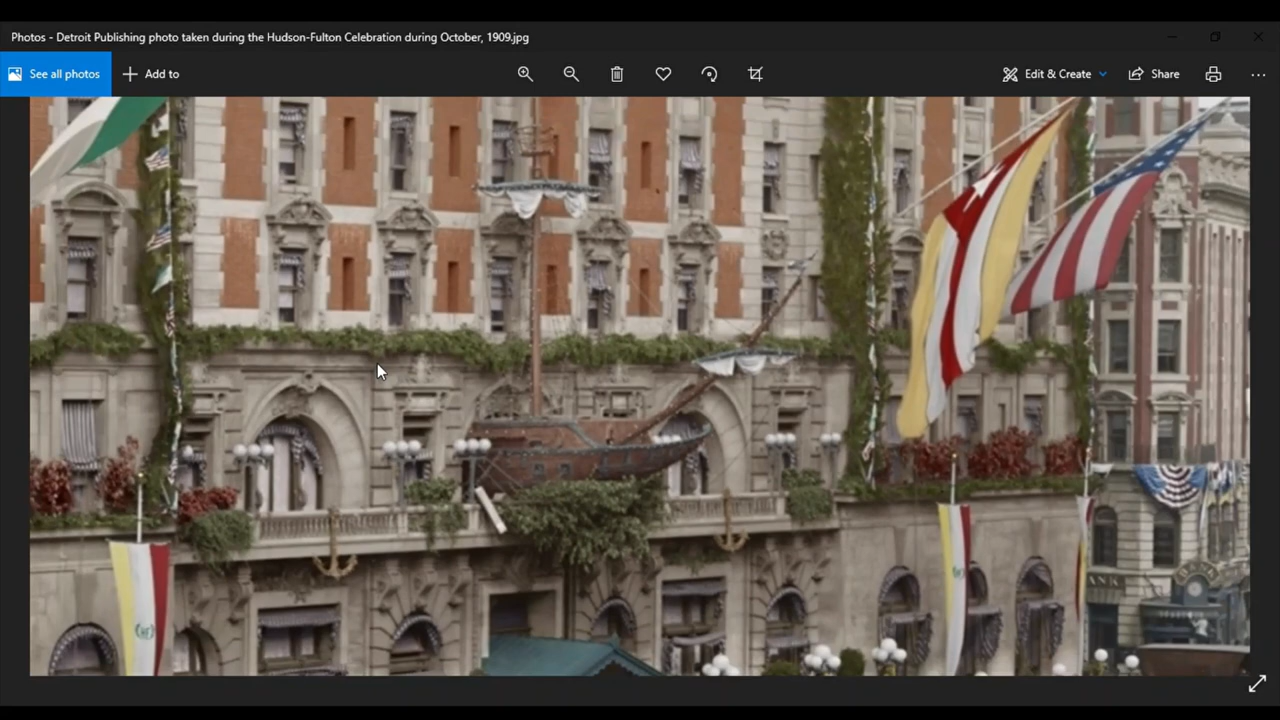 Photos - Detroit Publishing photo taken during the Hudson-Fulton Celebration during October, 1909.jpg
See all photos
Add to
Edit & Create
Share
BANK